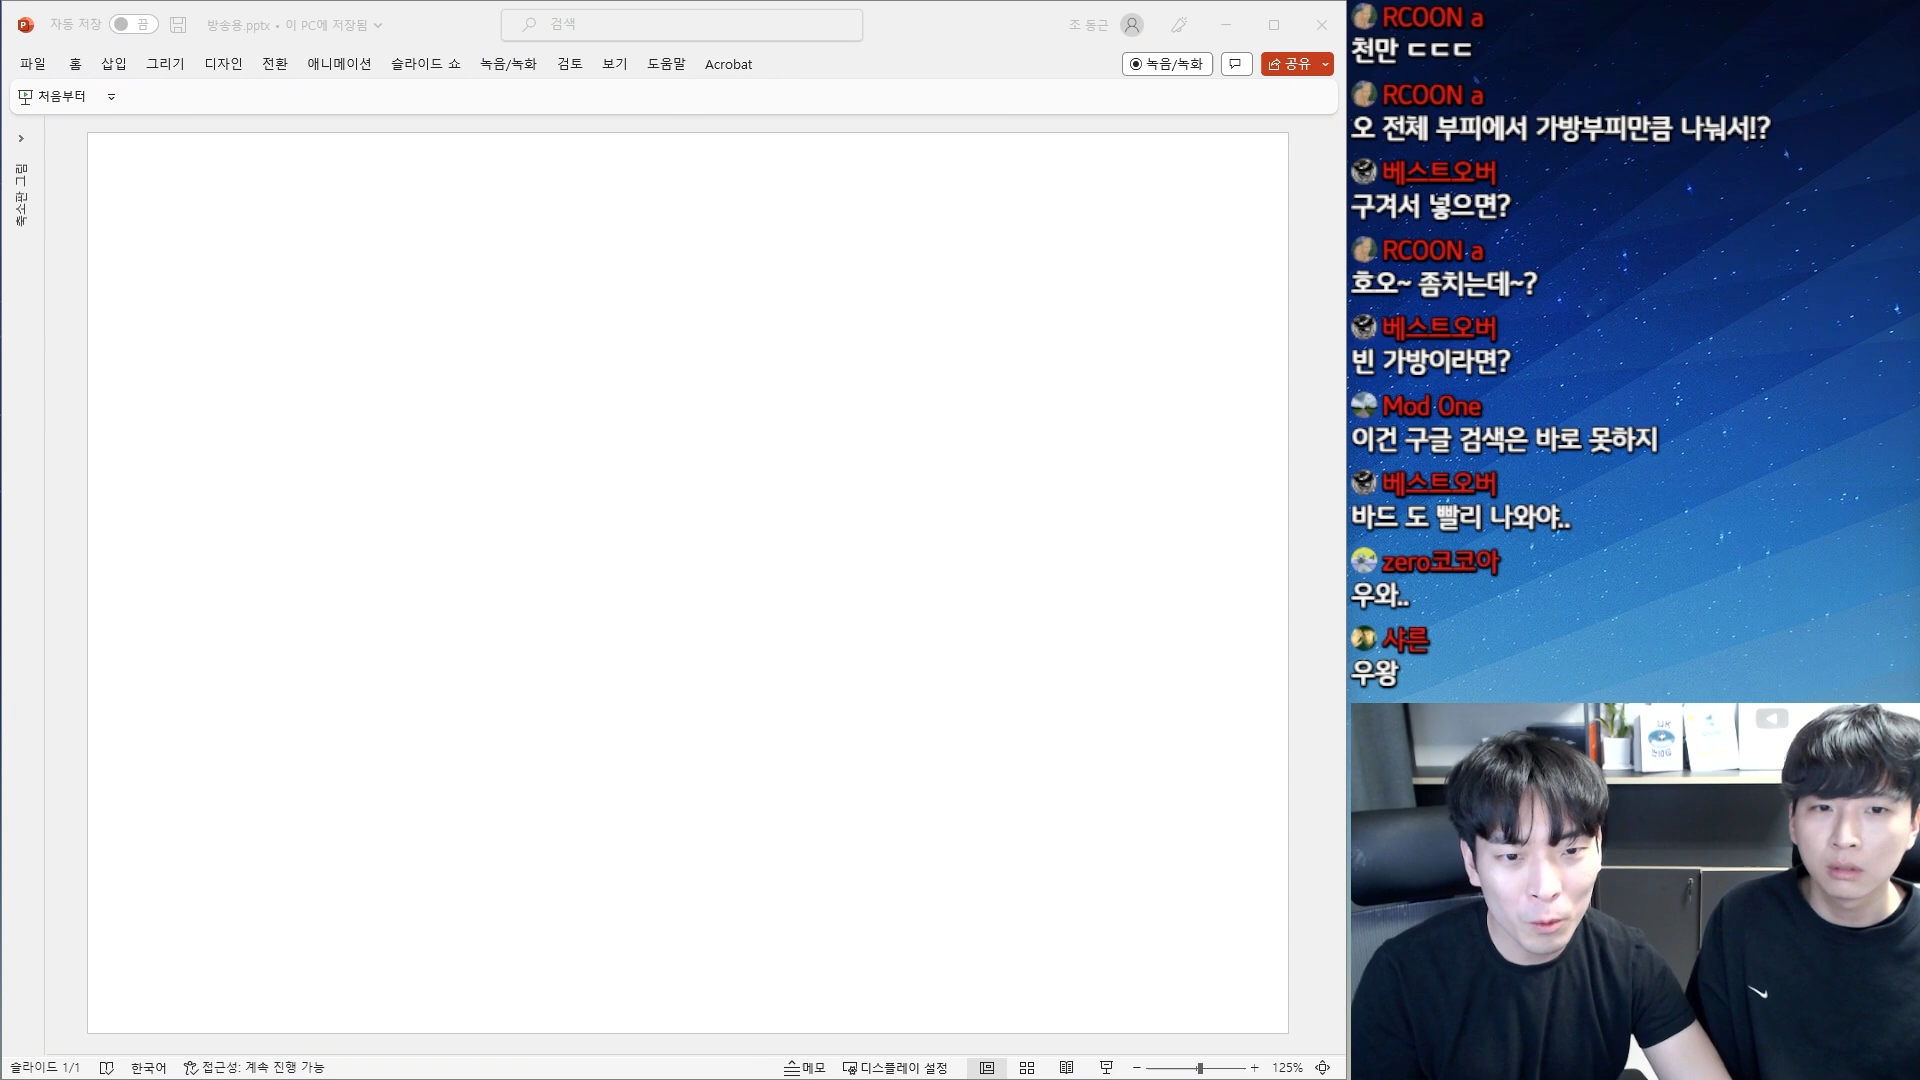 자동 저장
끔
방송용.pptx • 이 PC에 저장됨
검색
조 동근
파일 홈 삽입 그리기 디자인 전환 애니메이션 슬라이드 쇼 녹음/녹화 검토 보기 도움말 Acrobat
녹음/녹화
공유
처음부터
축소판 그림
슬라이드 1/1
한국어
접근성: 계속 진행 가능
메모
디스플레이 설정
125%
RCOON a
천만 ㄷㄷㄷ
RCOON a
오 전체 부피에서 가방부피만큼 나눠서!?
베스트오버
구겨서 넣으면?
RCOON a
호오~ 좀치는데~?
베스트오버
빈 가방이라면?
Mod One
이건 구글 검색은 바로 못하지
베스트오버
바드 도 빨리 나와야..
zero코코아
우와..
샤른
우왕